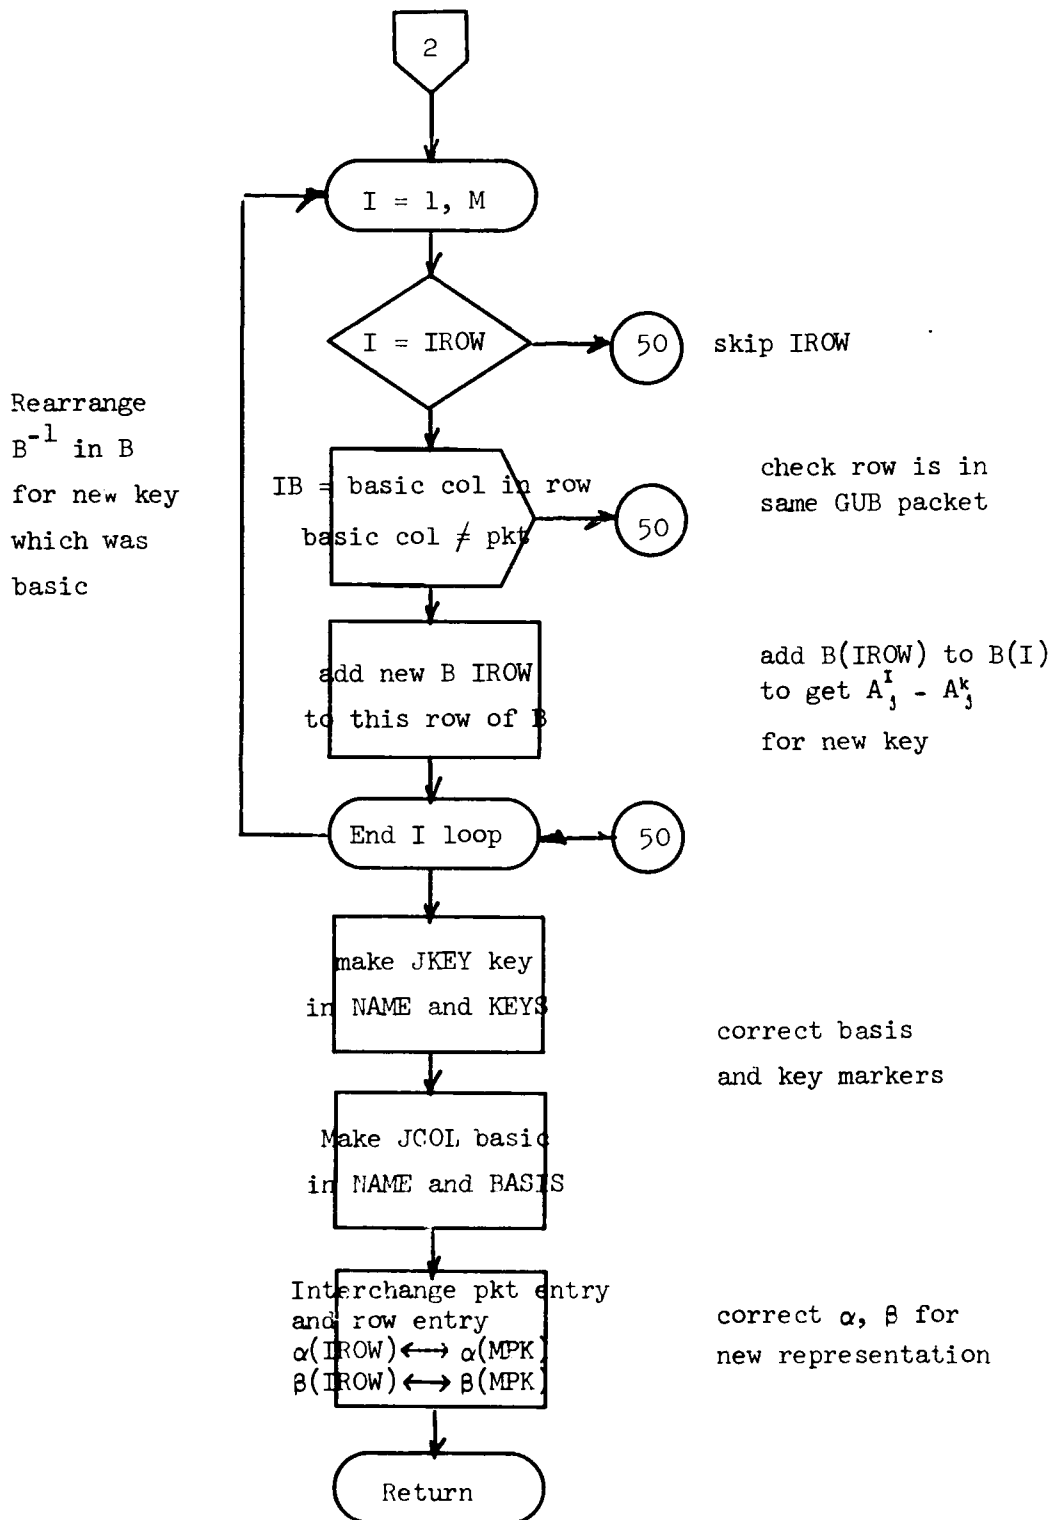 2
I = 1, M
I = IROW
50
skip IROW
Rearrange
B⁻¹ in B
for new key
which was
basic
IB = basic col in row
basic col ≠ pkt
50
check row is in
same GUB packet
add new B IROW
to this row of B
add B(IROW) to B(I)
to get A_j^I - A_j^k
for new key
End I loop
50
make JKEY key
in NAME and KEYS
correct basis
and key markers
Make JCOL basic
in NAME and BASIS
Interchange pkt entry
and row entry
α(IROW) ⟷ α(MPK)
β(IROW) ⟷ β(MPK)
correct α, β for
new representation
Return